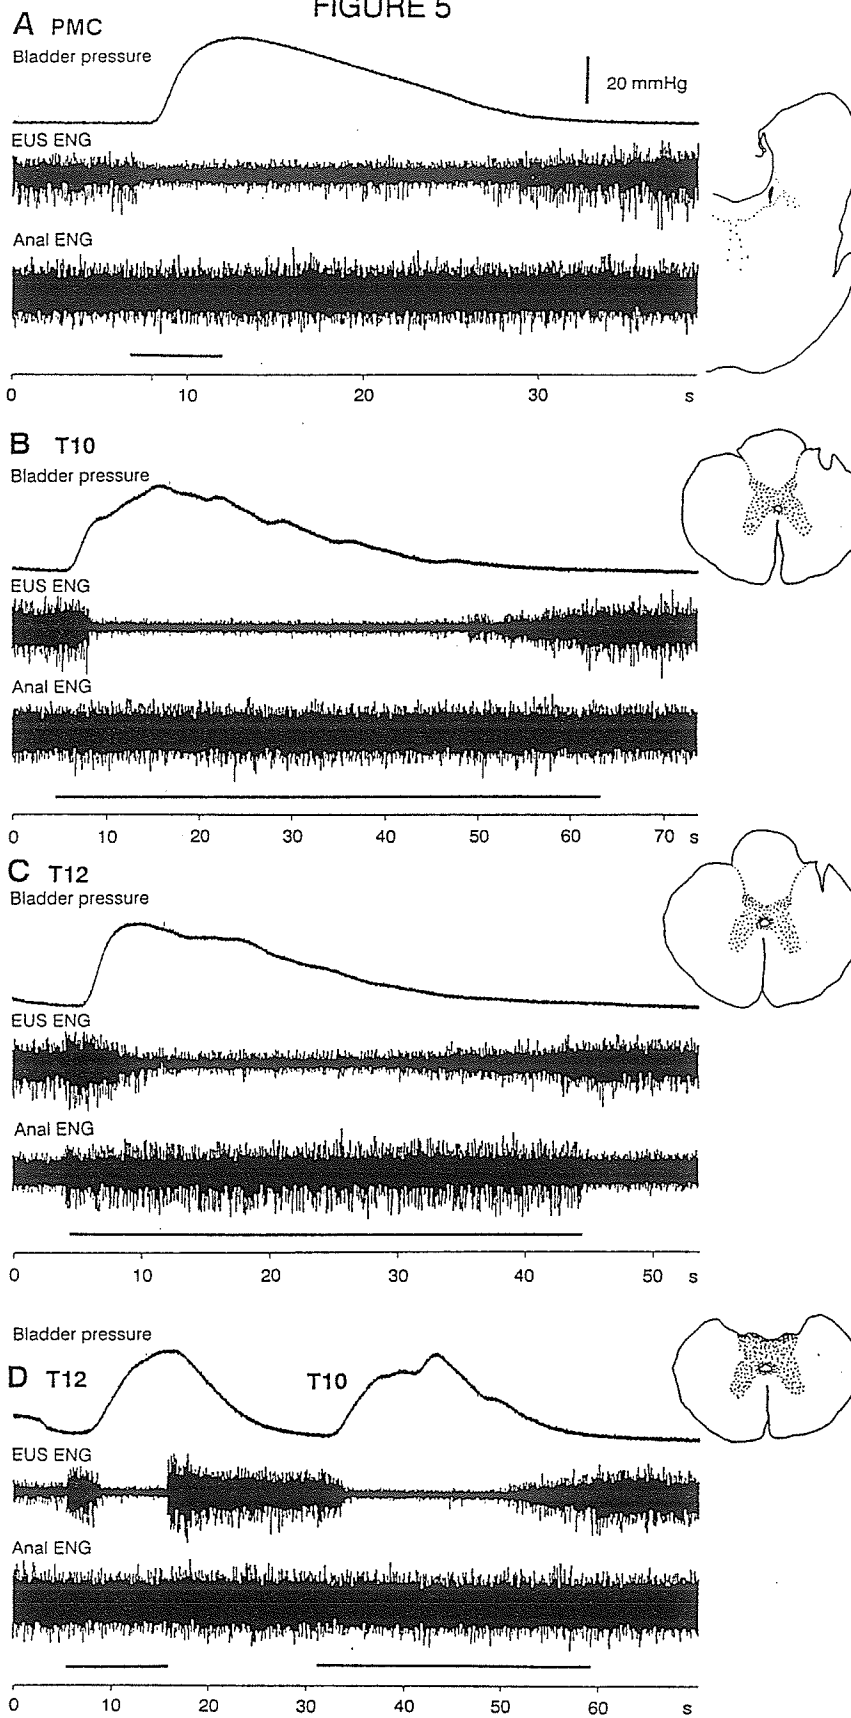 FIGURE 5
A PMC
Bladder pressure
20 mmHg
EUS ENG
Anal ENG
0 10 20 30 s
B T10
Bladder pressure
EUS ENG
Anal ENG
0 10 20 30 40 50 60 70 s
C T12
Bladder pressure
EUS ENG
Anal ENG
0 10 20 30 40 50 s
Bladder pressure
D T12 T10
EUS ENG
Anal ENG
0 10 20 30 40 50 60 s